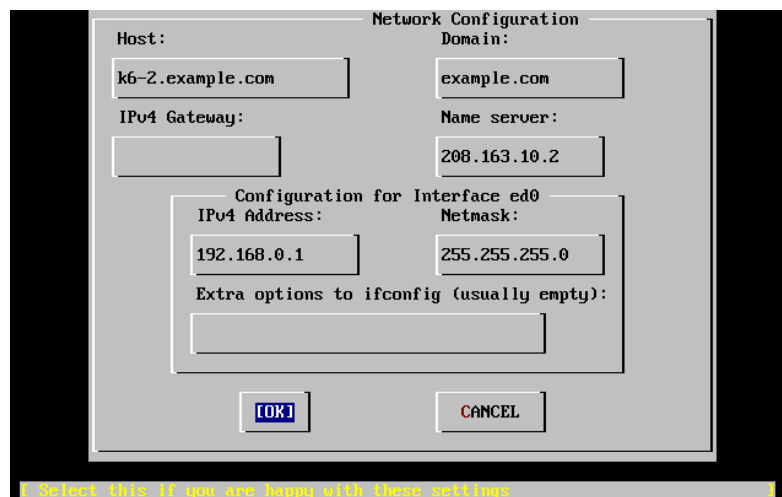 Network Configuration
Host: Domain:
k6-2.example.com example.com
IPv4 Gateway: Name server:
208.163.10.2
Configuration for Interface ed0
IPv4 Address: Netmask:
192.168.0.1 255.255.255.0
Extra options to ifconfig (usually empty):
[OK] CANCEL
[ Select this if you are happy with these settings ]